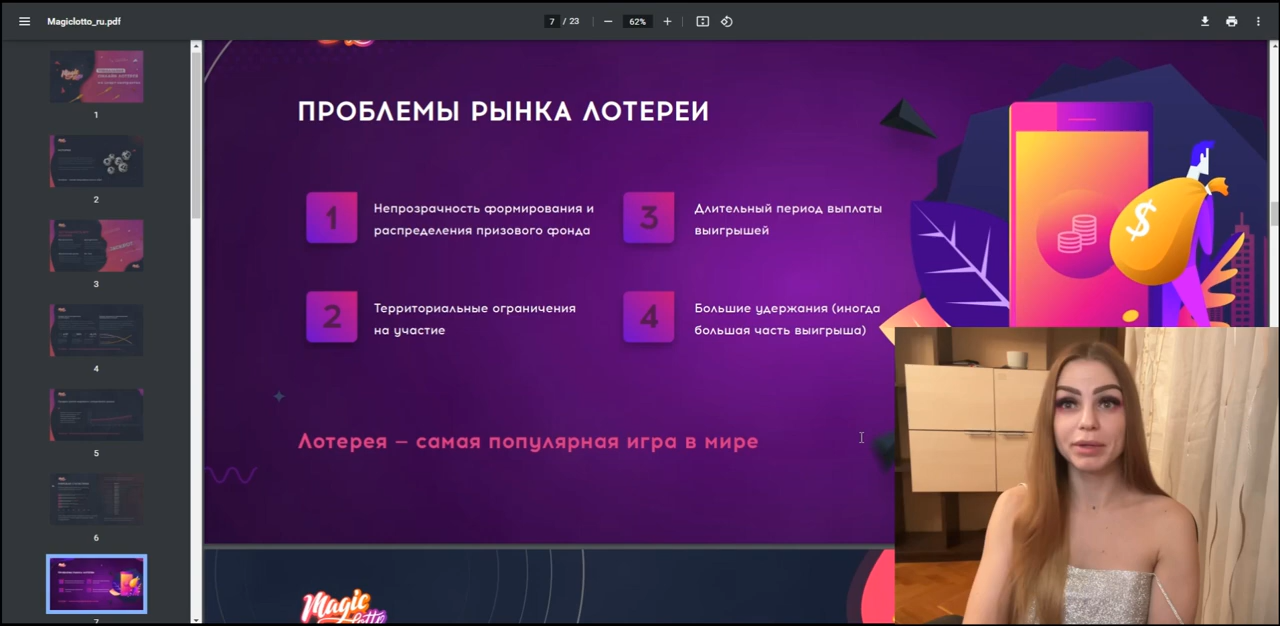 Magiclotto_ru.pdf
7 / 23
62%
1
2
3
4
5
6
7
ПРОБЛЕМЫ РЫНКА ЛОТЕРЕИ
1
Непрозрачность формирования и
распределения призового фонда
2
Территориальные ограничения
на участие
3
Длительный период выплаты
выигрышей
4
Большие удержания (иногда
большая часть выигрыша)
$
Лотерея – самая популярная игра в мире
Magic
lotto